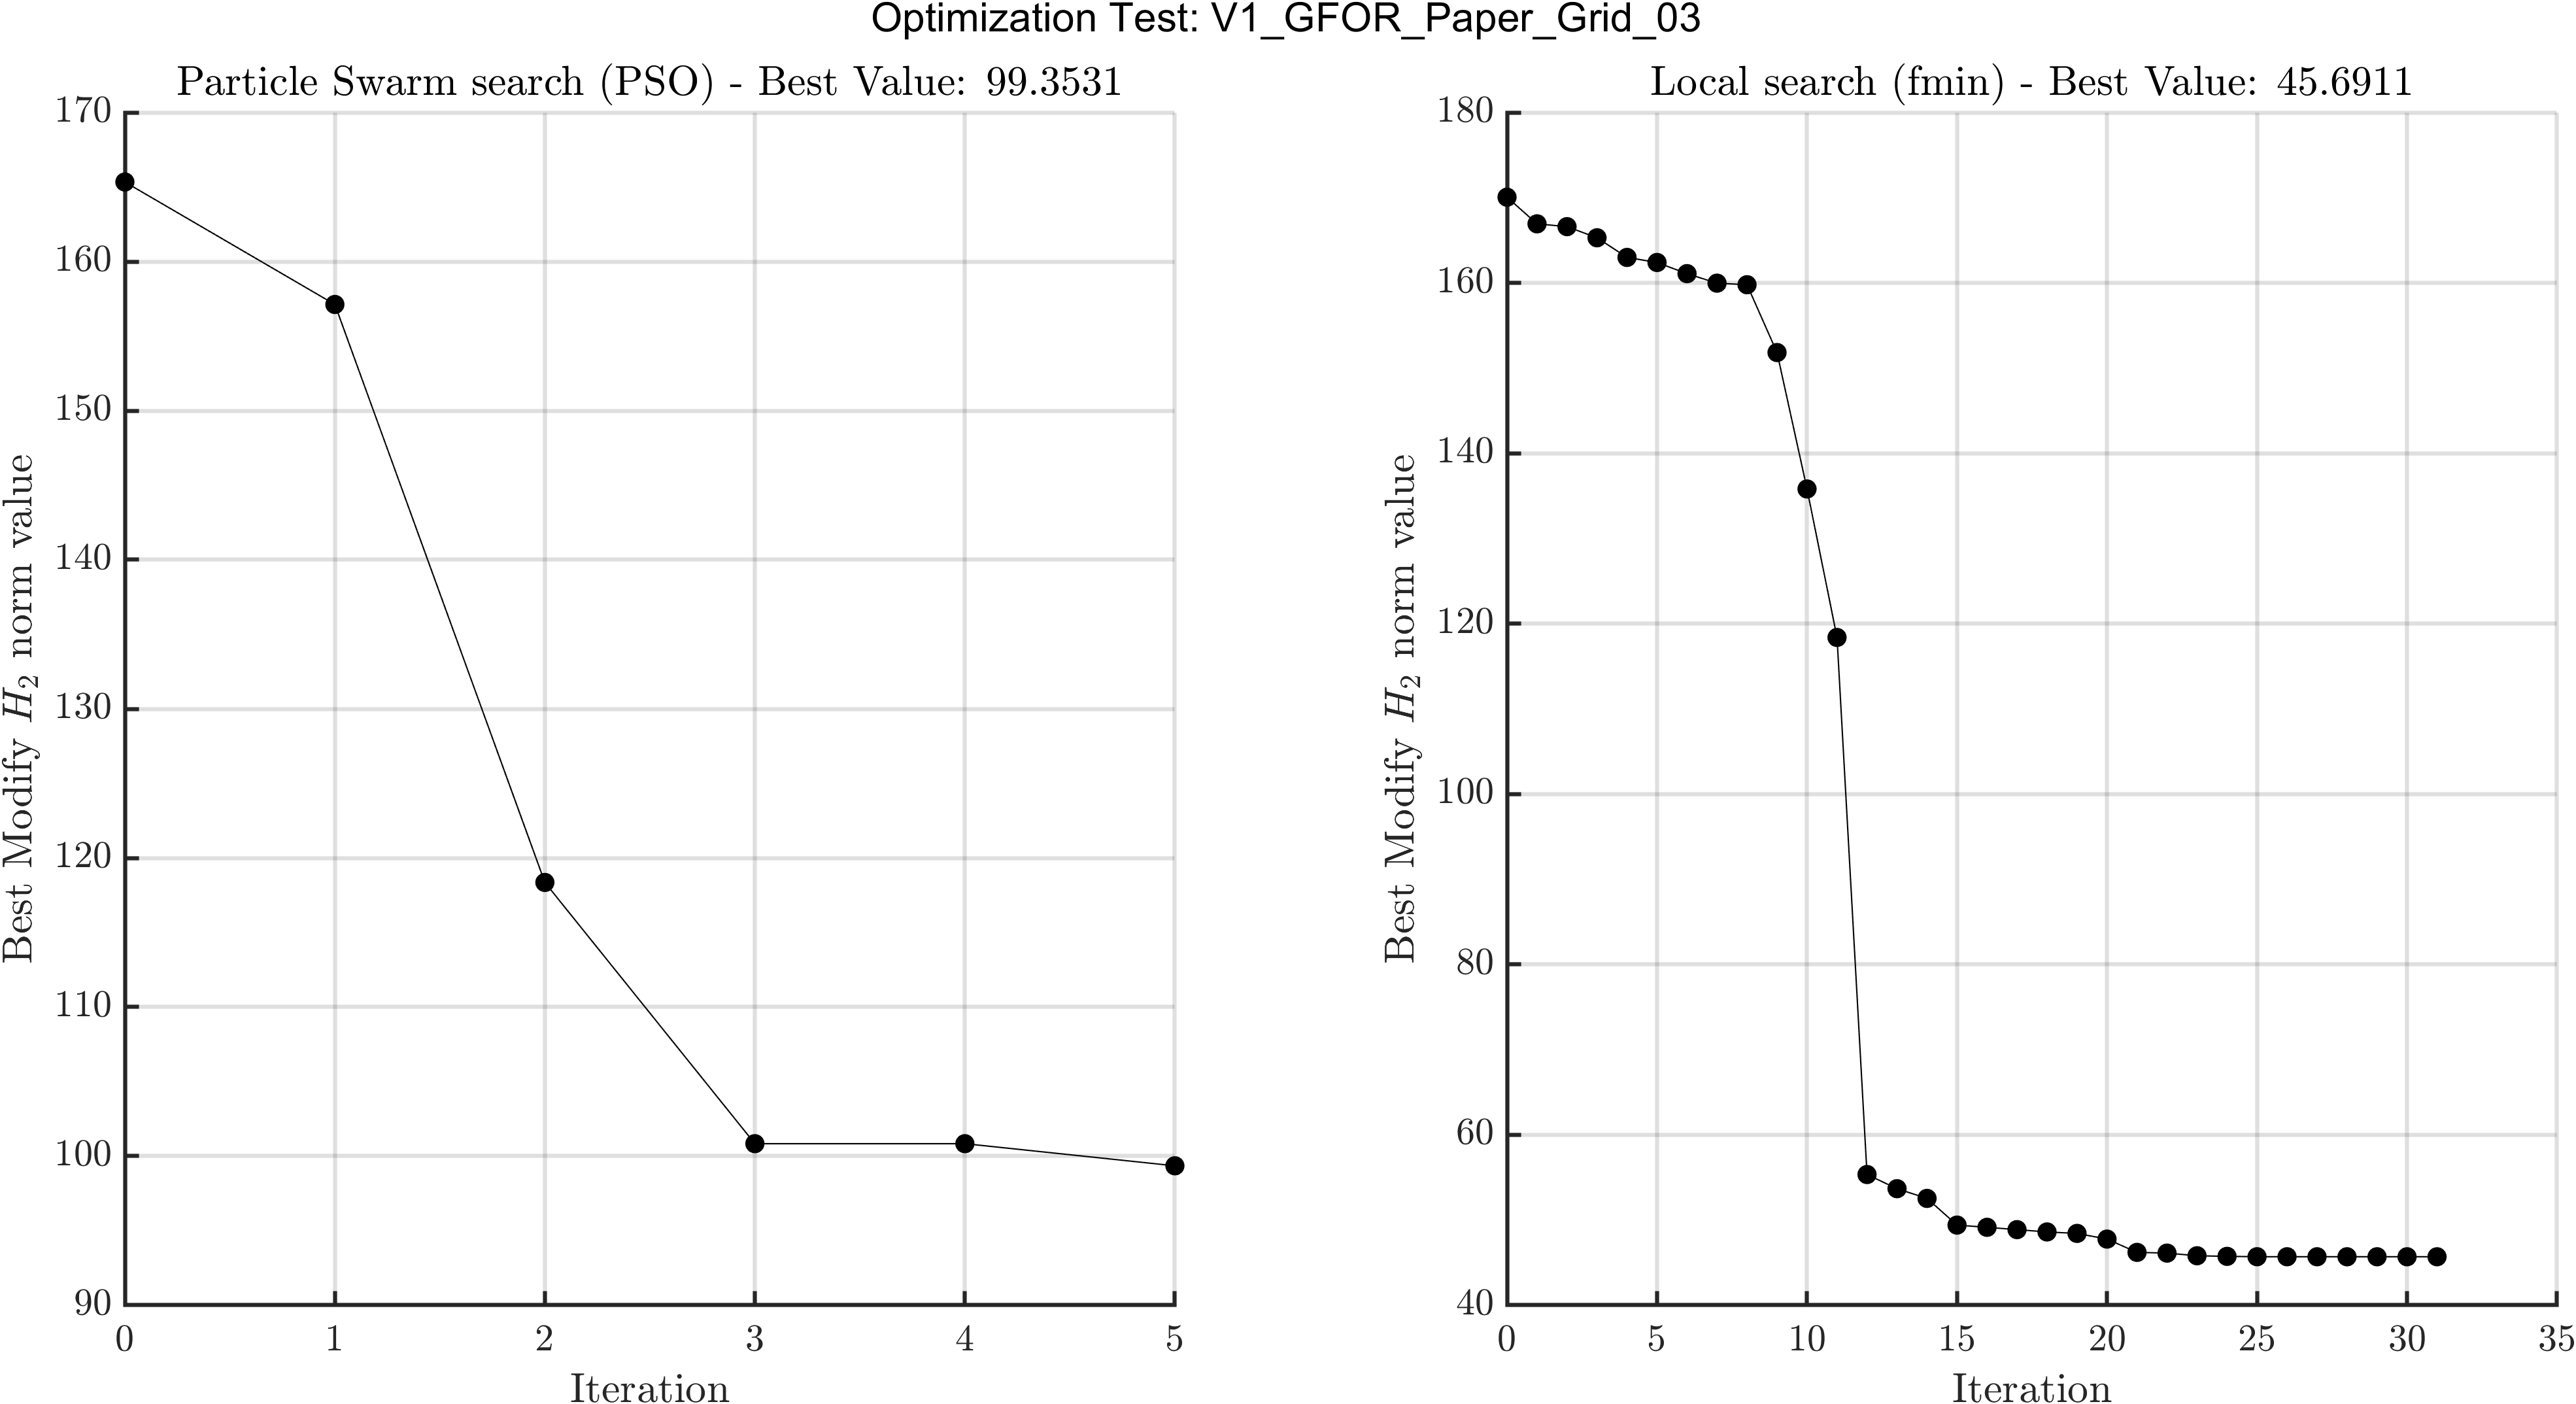 Optimization Test: V1_GFOR_Paper_Grid_03
Particle Swarm search (PSO) - Best Value: 99.3531
170
160
150
140
130
120
110
100
90
0 1 2 3 4 5
Iteration
Best Modify H₂ norm value
Local search (fmin) - Best Value: 45.6911
180
160
140
120
100
80
60
40
0 5 10 15 20 25 30 35
Iteration
Best Modify H₂ norm value